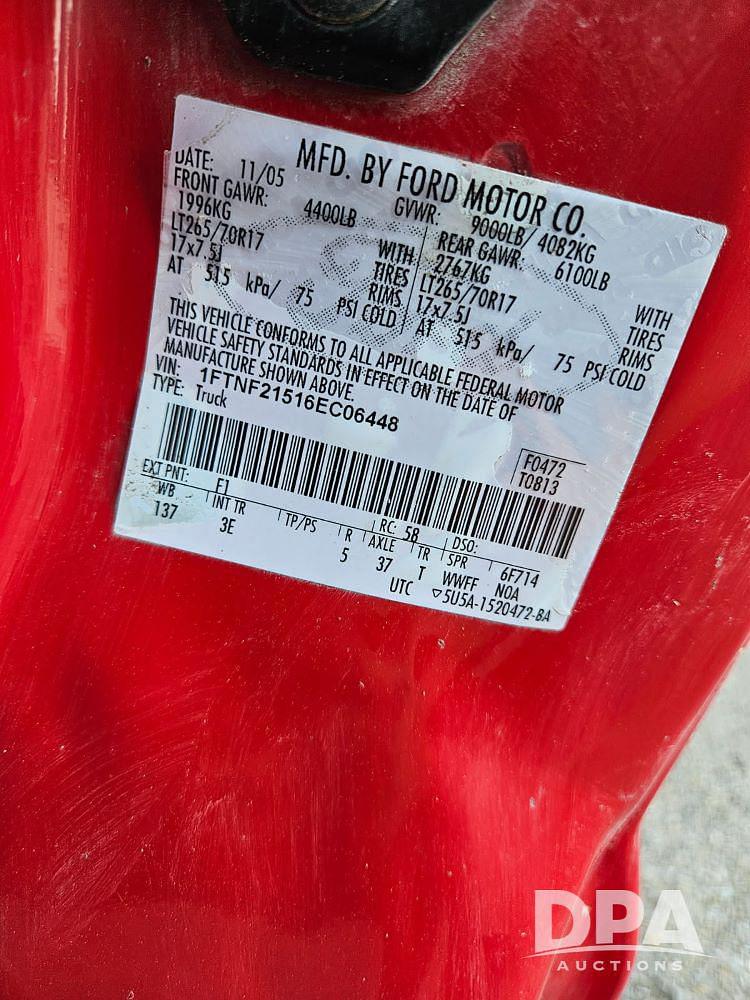 MFD. BY FORD MOTOR CO.
DATE: 11/05 GVWR: 9000LB/ 4082KG
FRONT GAWR: 4400LB REAR GAWR: 6100LB
1996KG WITH 2767KG WITH
LT265/70R17 TIRES LT265/70R17 TIRES
17x7.5J RIMS 17x7.5J RIMS
AT 515 kPa/ 75 PSI COLD AT 515 kPa/ 75 PSI COLD
THIS VEHICLE CONFORMS TO ALL APPLICABLE FEDERAL MOTOR
VEHICLE SAFETY STANDARDS IN EFFECT ON THE DATE OF
MANUFACTURE SHOWN ABOVE.
VIN: 1FTNF21516EC06448
TYPE: Truck
F0472
T0813
EXT PNT: F1 RC: 58 DSO:
WB INT TR TP/PS R AXLE TR SPR 6F714
137 3E 5 37 T WWFF NOA
UTC ▽5U5A-1520472-BA
DPA
AUCTIONS